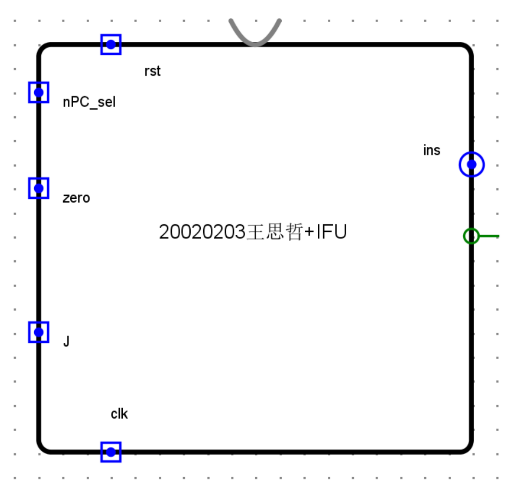 rst
nPC_sel
ins
zero
20020203王思哲+IFU
J
clk